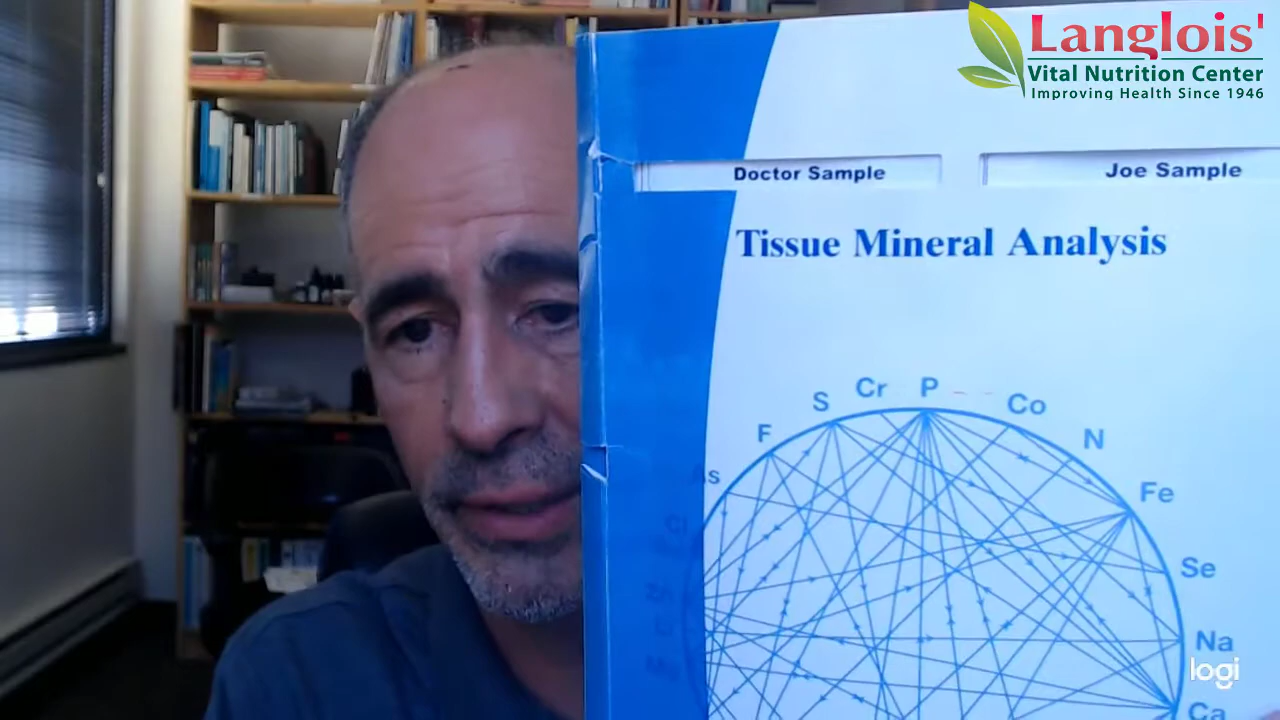 Langlois'
Vital Nutrition Center
Improving Health Since 1946
Doctor Sample
Joe Sample
Tissue Mineral Analysis
Cr
P
Co
S
F
N
Fe
Se
Na
logi
Ca